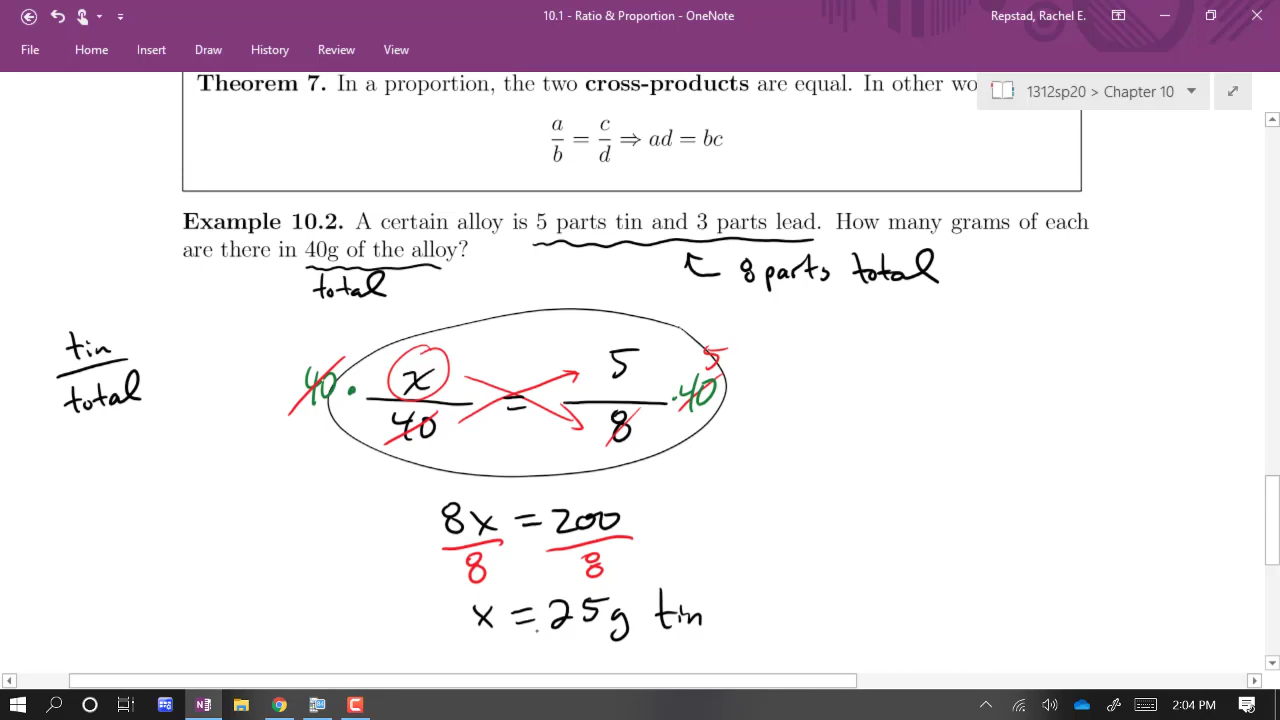 10.1 - Ratio & Proportion - OneNote
Repstad, Rachel E.
File Home Insert Draw History Review View
1312sp20 > Chapter 10
Theorem 7. In a proportion, the two cross-products are equal. In other wo
a/b = c/d ⇒ ad = bc
Example 10.2. A certain alloy is 5 parts tin and 3 parts lead. How many grams of each
are there in 40g of the alloy?
8 parts total
total
tin/total
40 · x/40 = 5/8 · 40 5
8x = 200
8 8
x = 25g tin
2:04 PM